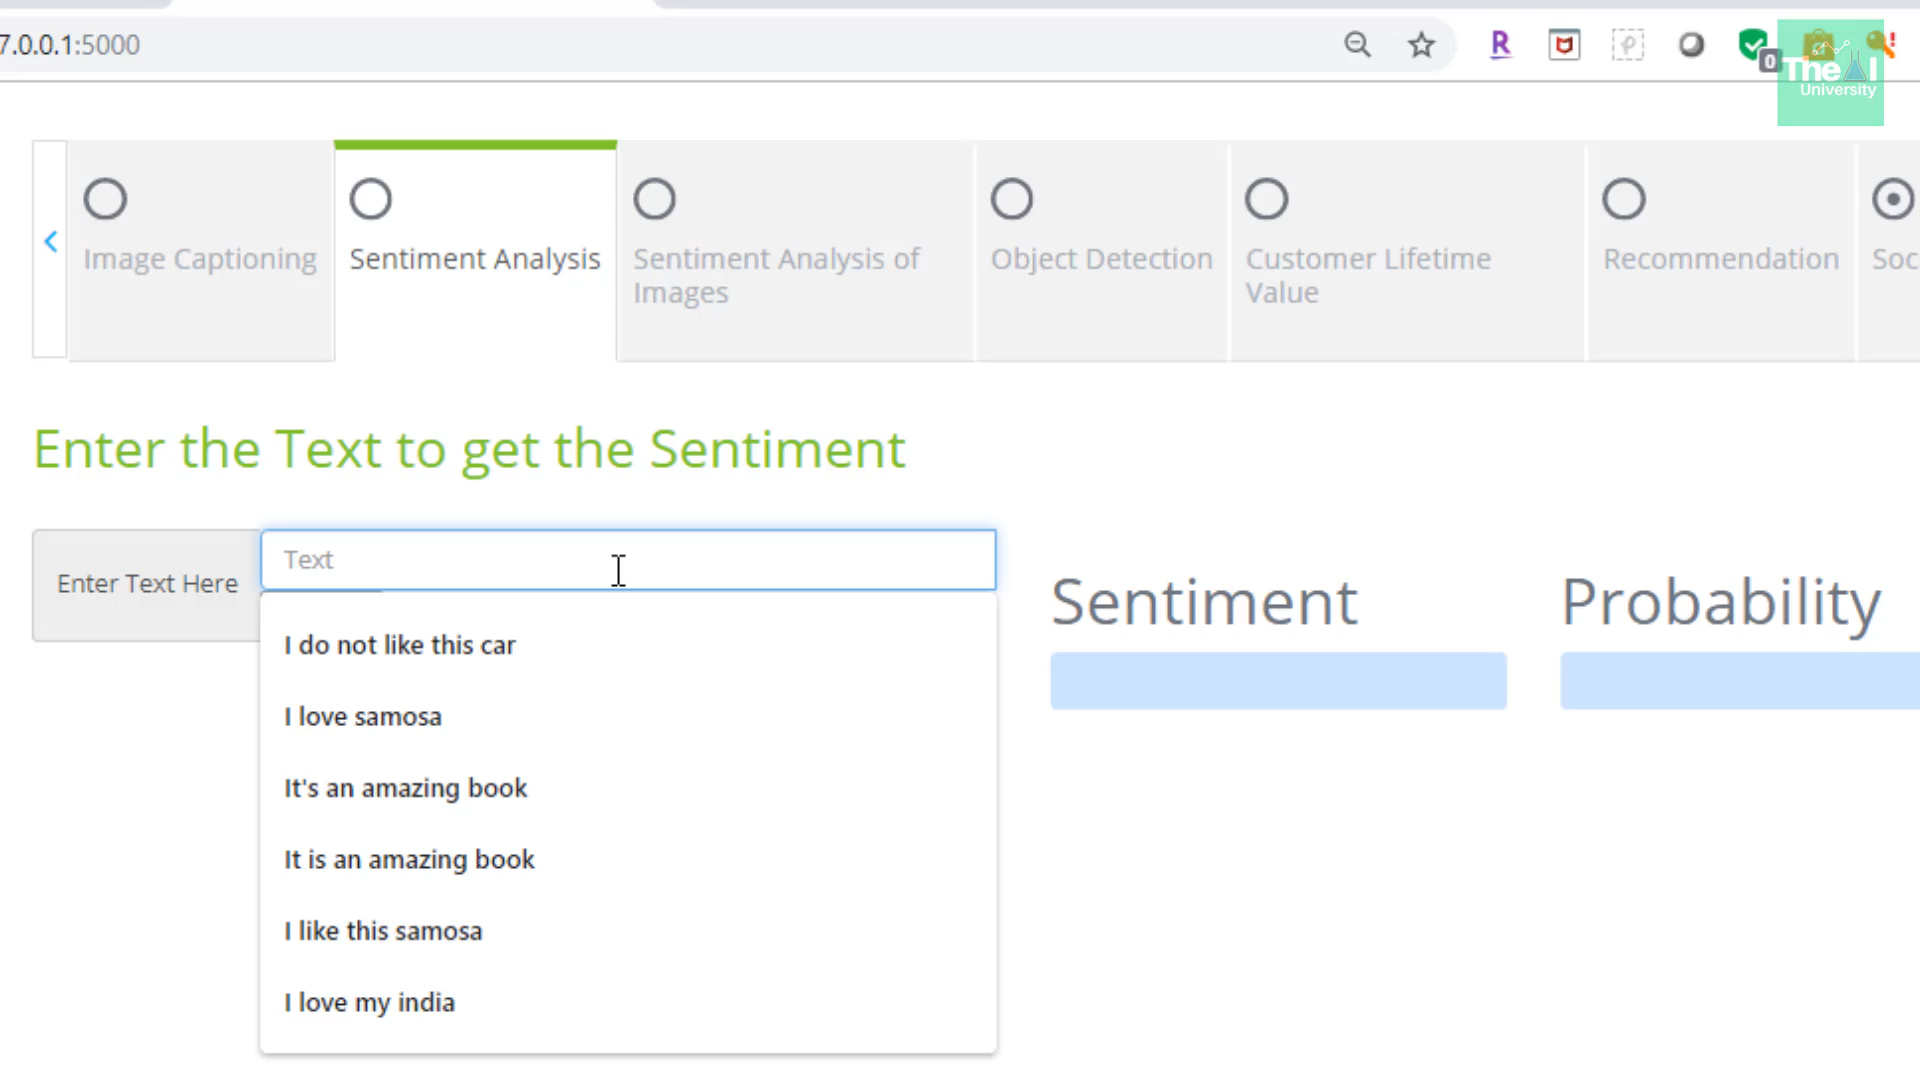 7.0.0.1:5000
R
0
The AI
University
Image Captioning
Sentiment Analysis
Sentiment Analysis of
Images
Object Detection
Customer Lifetime
Value
Recommendation
Soc
Enter the Text to get the Sentiment
Enter Text Here
Text
I do not like this car
I love samosa
It's an amazing book
It is an amazing book
I like this samosa
I love my india
Sentiment
Probability